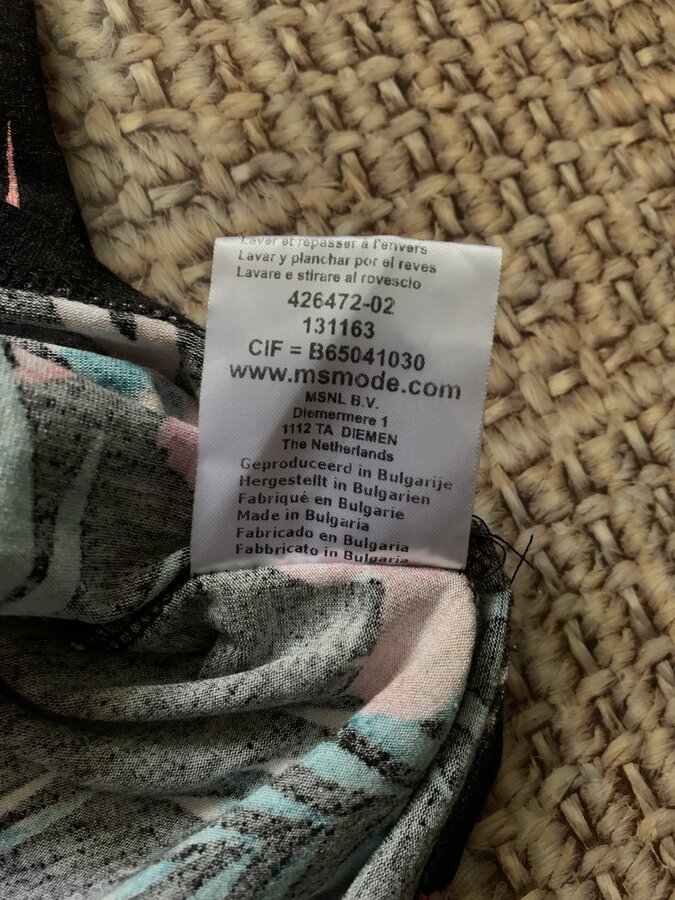 Laver et repasser à l'envers
Lavar y planchar por el reves
Lavare e stirare al rovescio
426472-02
131163
CIF = B65041030
www.msmode.com
MSNL B.V.
Diemermere 1
1112 TA DIEMEN
The Netherlands
Geproduceerd in Bulgarije
Hergestellt in Bulgarien
Fabriqué en Bulgarie
Made in Bulgaria
Fabricado en Bulgaria
Fabbricato in Bulgaria